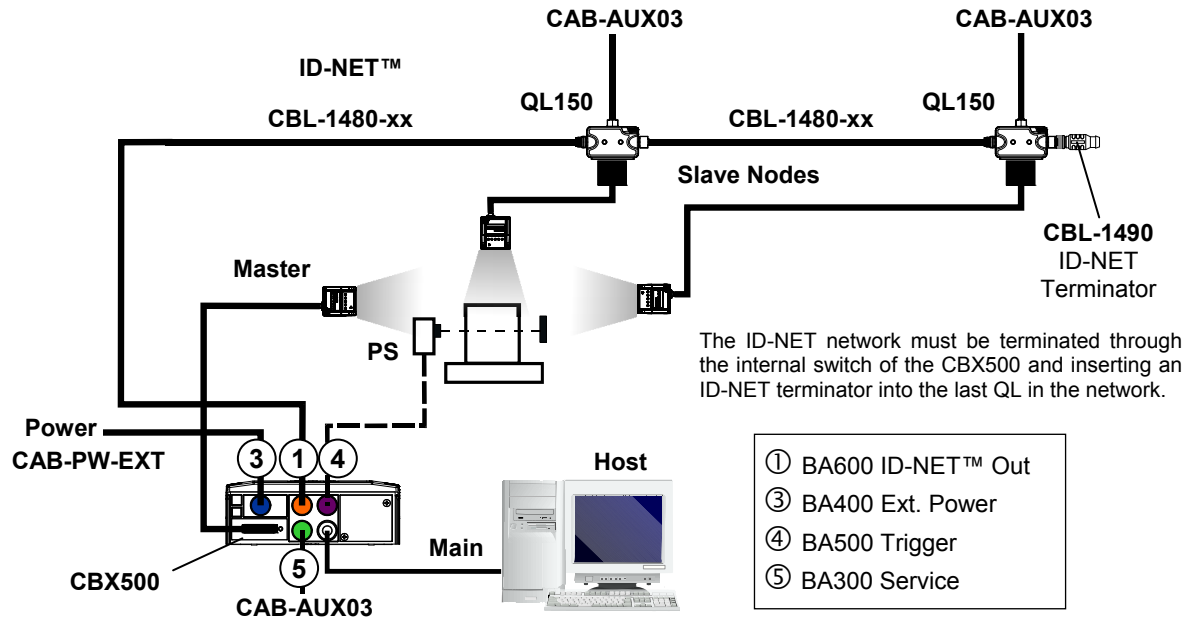 CAB-AUX03
CAB-AUX03
ID-NET™
QL150
QL150
CBL-1480-xx
CBL-1480-xx
Slave Nodes
CBL-1490
ID-NET
Terminator
Master
PS
The ID-NET network must be terminated through
the internal switch of the CBX500 and inserting an
ID-NET terminator into the last QL in the network.
Power
CAB-PW-EXT
3
1
4
Host
① BA600 ID-NET™ Out
③ BA400 Ext. Power
④ BA500 Trigger
⑤ BA300 Service
Main
5
CBX500
CAB-AUX03